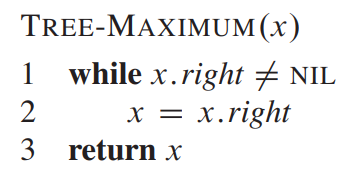 TREE-MAXIMUM(x)
1 while x.right ≠ NIL
2 x = x.right
3 return x